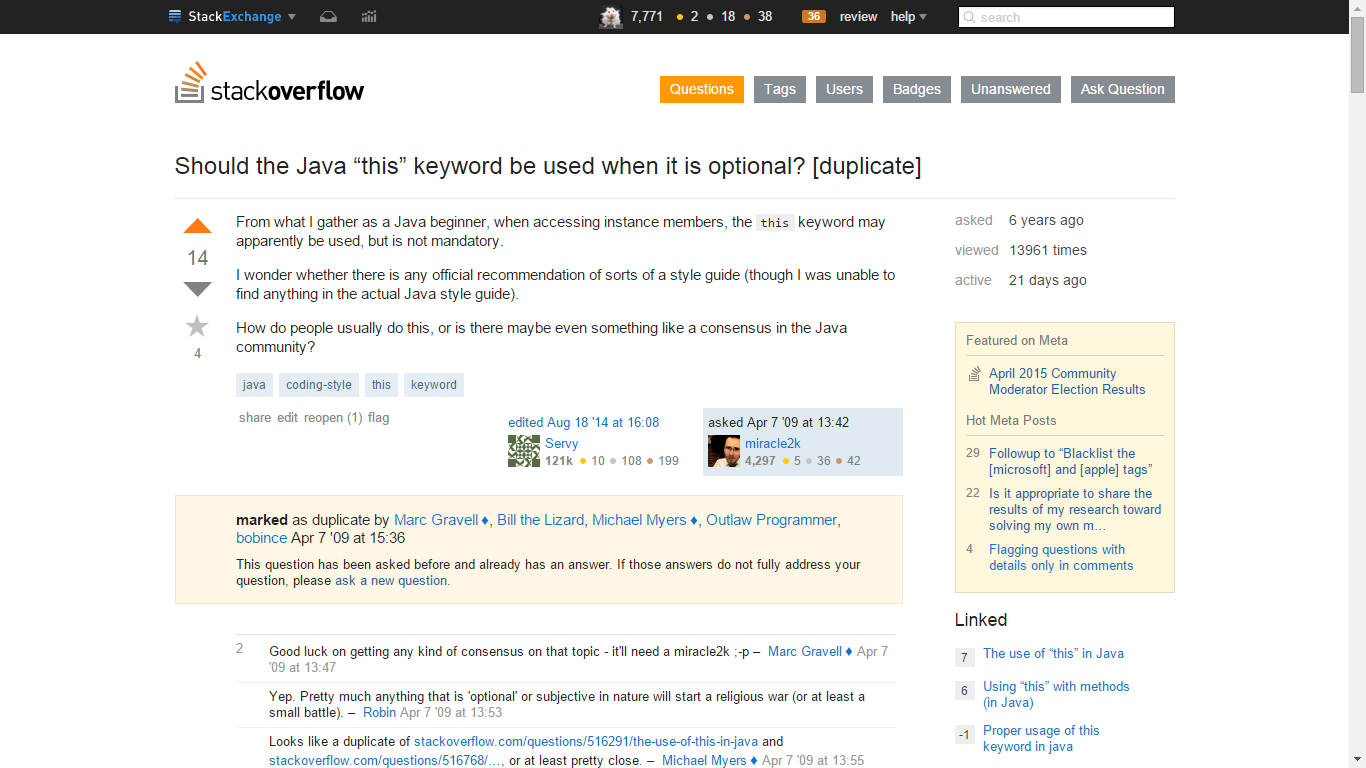 StackExchange
7,771 2 18 38
36 review help
search
stackoverflow
Questions Tags Users Badges Unanswered Ask Question
Should the Java “this” keyword be used when it is optional? [duplicate]
14
4
From what I gather as a Java beginner, when accessing instance members, the this keyword may
apparently be used, but is not mandatory.
I wonder whether there is any official recommendation of sorts of a style guide (though I was unable to
find anything in the actual Java style guide).
How do people usually do this, or is there maybe even something like a consensus in the Java
community?
java coding-style this keyword
share edit reopen (1) flag
edited Aug 18 '14 at 16:08
Servy
121k 10 108 199
asked Apr 7 '09 at 13:42
miracle2k
4,297 5 36 42
marked as duplicate by Marc Gravell ♦, Bill the Lizard, Michael Myers ♦, Outlaw Programmer,
bobince Apr 7 '09 at 15:36
This question has been asked before and already has an answer. If those answers do not fully address your
question, please ask a new question.
2
Good luck on getting any kind of consensus on that topic - it'll need a miracle2k ;-p – Marc Gravell ♦ Apr 7
'09 at 13:47
Yep. Pretty much anything that is 'optional' or subjective in nature will start a religious war (or at least a
small battle). – Robin Apr 7 '09 at 13:53
Looks like a duplicate of stackoverflow.com/questions/516291/the-use-of-this-in-java and
stackoverflow.com/questions/516768/…, or at least pretty close. – Michael Myers ♦ Apr 7 '09 at 13:55
asked 6 years ago
viewed 13961 times
active 21 days ago
Featured on Meta
April 2015 Community
Moderator Election Results
Hot Meta Posts
29 Followup to “Blacklist the
[microsoft] and [apple] tags”
22 Is it appropriate to share the
results of my research toward
solving my own m…
4 Flagging questions with
details only in comments
Linked
7 The use of “this” in Java
6 Using “this” with methods
(in Java)
-1 Proper usage of this
keyword in java